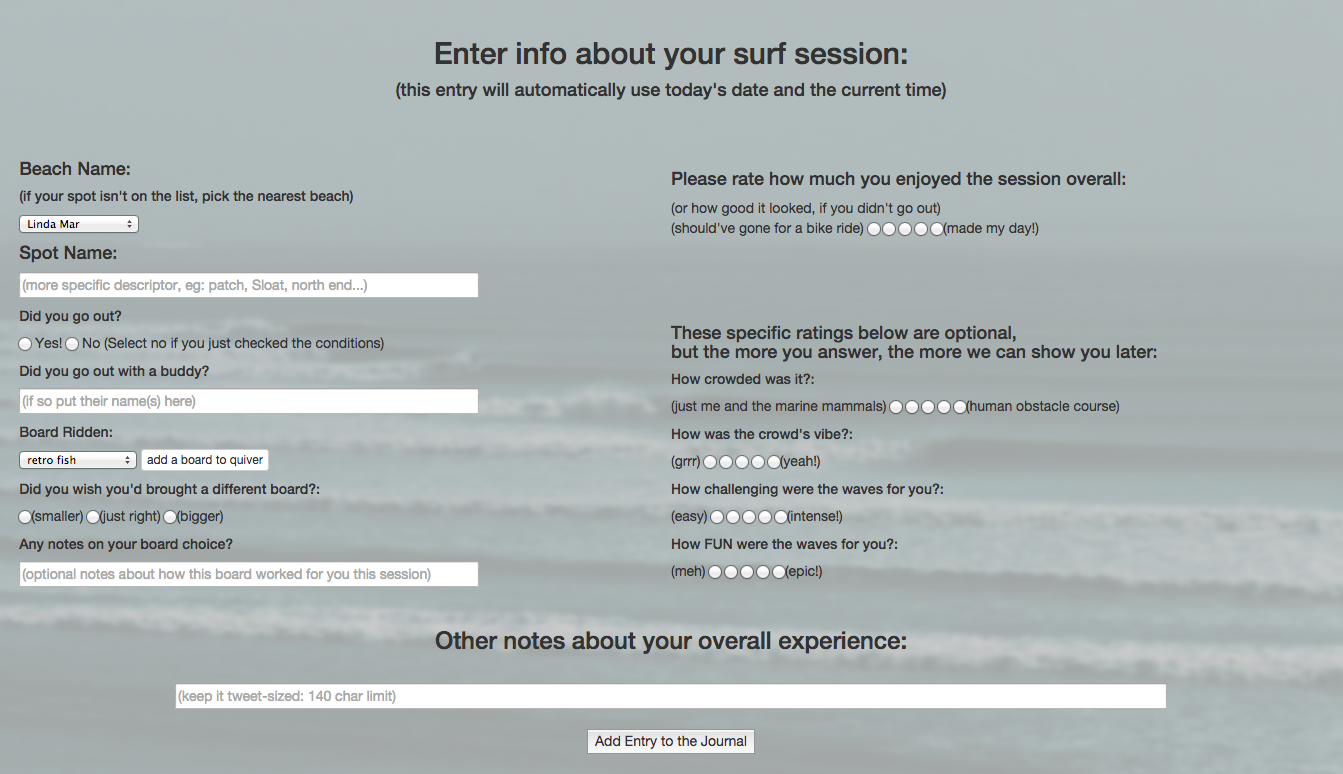 Enter info about your surf session:
(this entry will automatically use today's date and the current time)
Beach Name:
(if your spot isn't on the list, pick the nearest beach)
Linda Mar
Spot Name:
(more specific descriptor, eg: patch, Sloat, north end...)
Did you go out?
Yes! No (Select no if you just checked the conditions)
Did you go out with a buddy?
(if so put their name(s) here)
Board Ridden:
retro fish add a board to quiver
Did you wish you'd brought a different board?:
(smaller) (just right) (bigger)
Any notes on your board choice?
(optional notes about how this board worked for you this session)
Please rate how much you enjoyed the session overall:
(or how good it looked, if you didn't go out)
(should've gone for a bike ride) (made my day!)
These specific ratings below are optional,
but the more you answer, the more we can show you later:
How crowded was it?:
(just me and the marine mammals) (human obstacle course)
How was the crowd's vibe?:
(grrr) (yeah!)
How challenging were the waves for you?:
(easy) (intense!)
How FUN were the waves for you?:
(meh) (epic!)
Other notes about your overall experience:
(keep it tweet-sized: 140 char limit)
Add Entry to the Journal